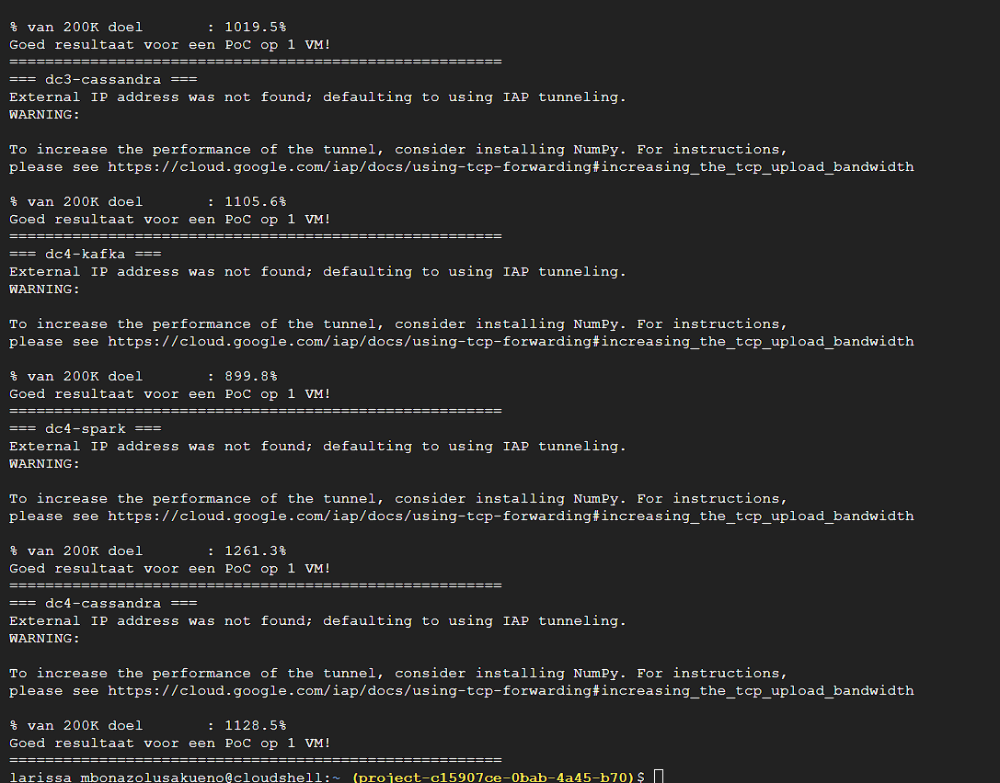 % van 200K doel       : 1019.5%
Goed resultaat voor een PoC op 1 VM!
=======================================================
=== dc3-cassandra ===
External IP address was not found; defaulting to using IAP tunneling.
WARNING:
To increase the performance of the tunnel, consider installing NumPy. For instructions,
please see https://cloud.google.com/iap/docs/using-tcp-forwarding#increasing_the_tcp_upload_bandwidth
% van 200K doel       : 1105.6%
Goed resultaat voor een PoC op 1 VM!
=======================================================
=== dc4-kafka ===
External IP address was not found; defaulting to using IAP tunneling.
WARNING:
To increase the performance of the tunnel, consider installing NumPy. For instructions,
please see https://cloud.google.com/iap/docs/using-tcp-forwarding#increasing_the_tcp_upload_bandwidth
% van 200K doel       : 899.8%
Goed resultaat voor een PoC op 1 VM!
=======================================================
=== dc4-spark ===
External IP address was not found; defaulting to using IAP tunneling.
WARNING:
To increase the performance of the tunnel, consider installing NumPy. For instructions,
please see https://cloud.google.com/iap/docs/using-tcp-forwarding#increasing_the_tcp_upload_bandwidth
% van 200K doel       : 1261.3%
Goed resultaat voor een PoC op 1 VM!
=======================================================
=== dc4-cassandra ===
External IP address was not found; defaulting to using IAP tunneling.
WARNING:
To increase the performance of the tunnel, consider installing NumPy. For instructions,
please see https://cloud.google.com/iap/docs/using-tcp-forwarding#increasing_the_tcp_upload_bandwidth
% van 200K doel       : 1128.5%
Goed resultaat voor een PoC op 1 VM!
=======================================================
larissa_mbonazolusakueno@cloudshell:~ (project-c15907ce-0bab-4a45-b70)$